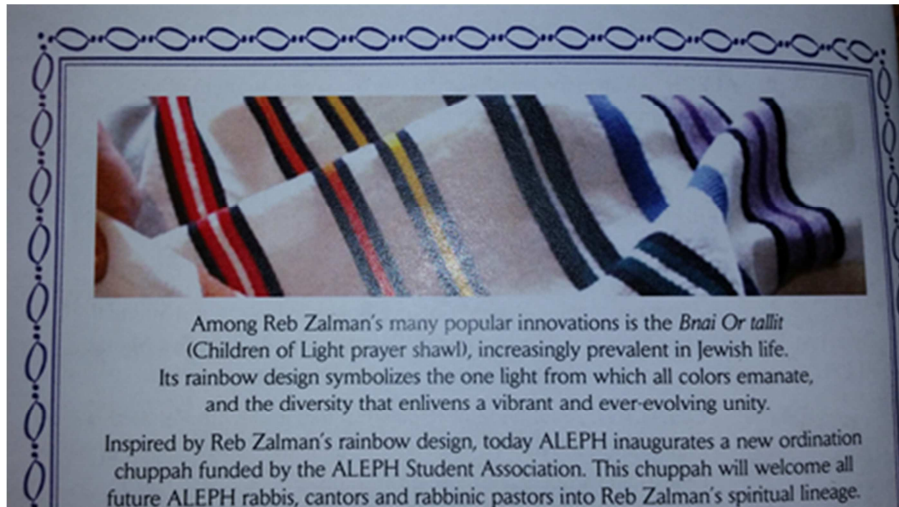 Among Reb Zalman's many popular innovations is the Bnai Or tallit
(Children of Light prayer shawl), increasingly prevalent in Jewish life.
Its rainbow design symbolizes the one light from which all colors emanate,
and the diversity that enlivens a vibrant and ever-evolving unity.
Inspired by Reb Zalman's rainbow design, today ALEPH inaugurates a new ordination
chuppah funded by the ALEPH Student Association. This chuppah will welcome all
future ALEPH rabbis, cantors and rabbinic pastors into Reb Zalman's spiritual lineage.